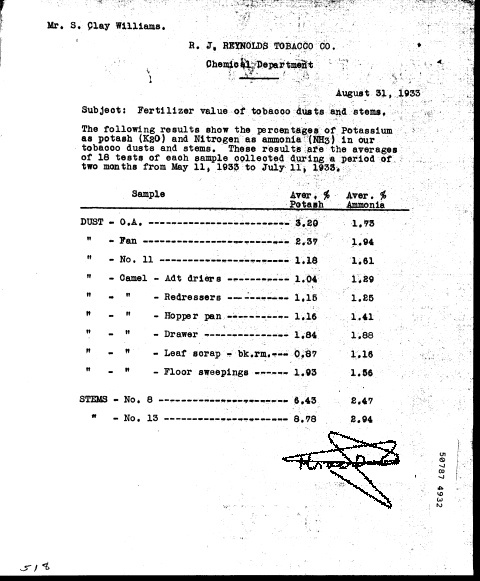 Mr. S. Clay Williams.
R. J. REYNOLDS TOBACCO CO.
Chemical Department
August 31, 1933
Subject: Fertilizer value of tobacco dusts and stems.
The following results show the percentages of Potassium
as potash (K2O) and Nitrogen as ammonia (NH3) in our
tobacco dusts and stems. These results are the averages
of 18 tests of each sample collected during a period of
two months from May 11, 1933 to July 11, 1933.
Sample Aver. % Potash Aver. % Ammonia
DUST - O.A. ------------------------- 3.20 1.73
" - Fan -------------------------- 2.37 1.94
" - No. 11 ----------------------- 1.18 1.61
" - Camel - Adt driers ----------- 1.04 1.29
" - " - Redressers ----------- 1.15 1.25
" - " - Hopper pan ----------- 1.16 1.41
" - " - Drawer --------------- 1.84 1.88
" - " - Leaf scrap - bk.rm.--- 0.87 1.16
" - " - Floor sweepings ------ 1.93 1.56
STEMS - No. 8 ----------------------- 6.43 2.47
" - No. 13 ---------------------- 8.78 2.94
50787 4932
518